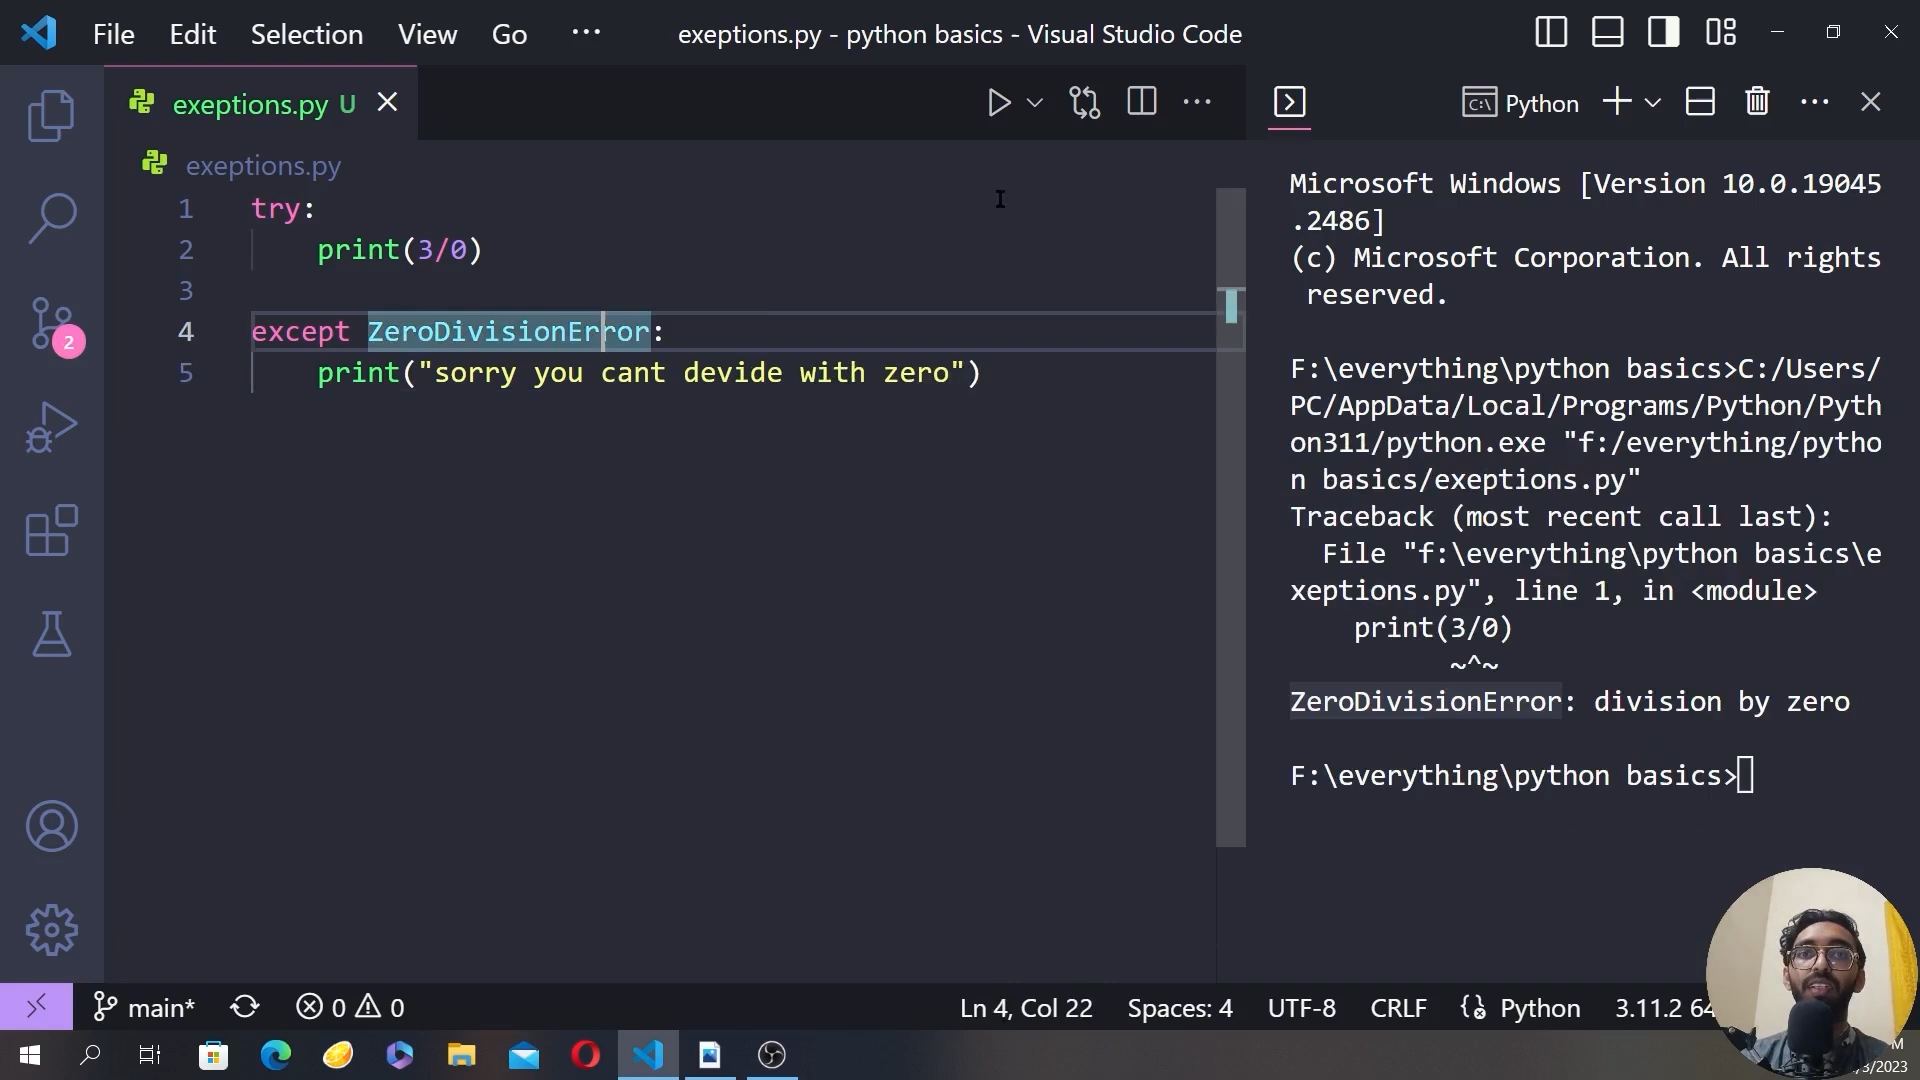 File Edit Selection View Go ··· exeptions.py - python basics - Visual Studio Code
exeptions.py U
Python
exeptions.py
1 try:
2     print(3/0)
3
4 except ZeroDivisionError:
5     print("sorry you cant devide with zero")
Microsoft Windows [Version 10.0.19045
.2486]
(c) Microsoft Corporation. All rights
 reserved.
F:\everything\python basics>C:/Users/
PC/AppData/Local/Programs/Python/Pyth
on311/python.exe "f:/everything/pytho
n basics/exeptions.py"
Traceback (most recent call last):
  File "f:\everything\python basics\e
xeptions.py", line 1, in <module>
    print(3/0)
          ~^~
ZeroDivisionError: division by zero
F:\everything\python basics>
2
main* 0 0 Ln 4, Col 22 Spaces: 4 UTF-8 CRLF Python 3.11.2
M
/3/2023